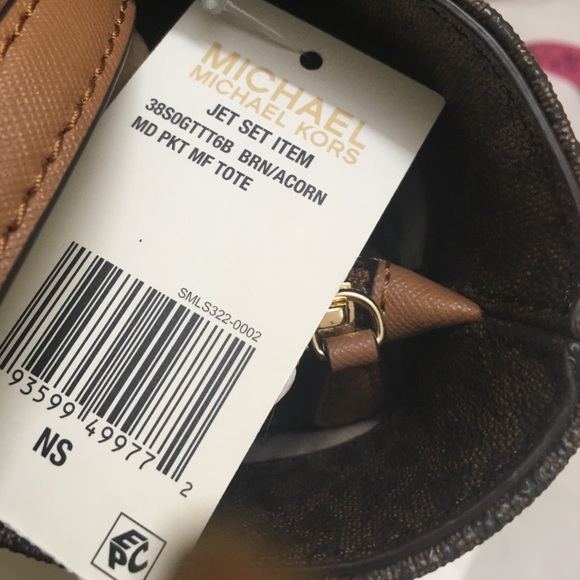 MICHAEL
MICHAEL KORS
JET SET ITEM
38S0GTTT6B BRN/ACORN
MD PKT MF TOTE
SMLS322-0002
93599 49977 2
NS
EPC